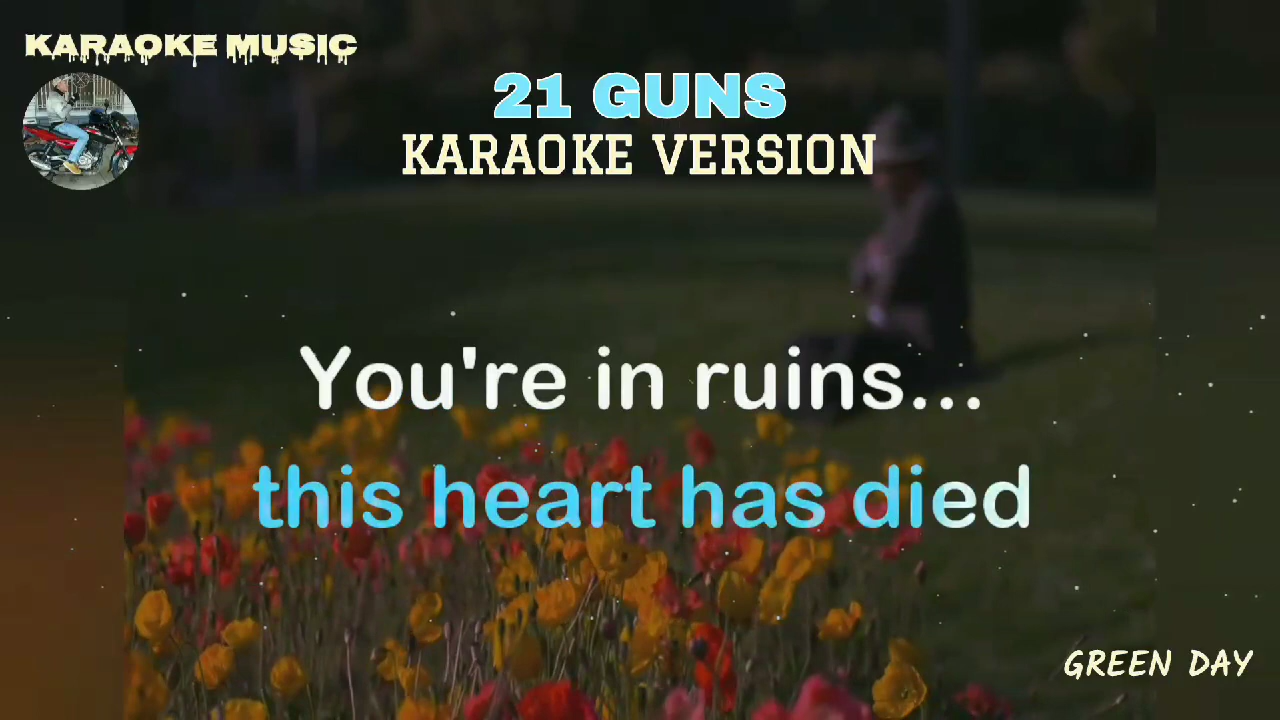 KARAOKE MUSIC
21 GUNS
KARAOKE VERSION
You're in ruins...
this heart has died
GREEN DAY